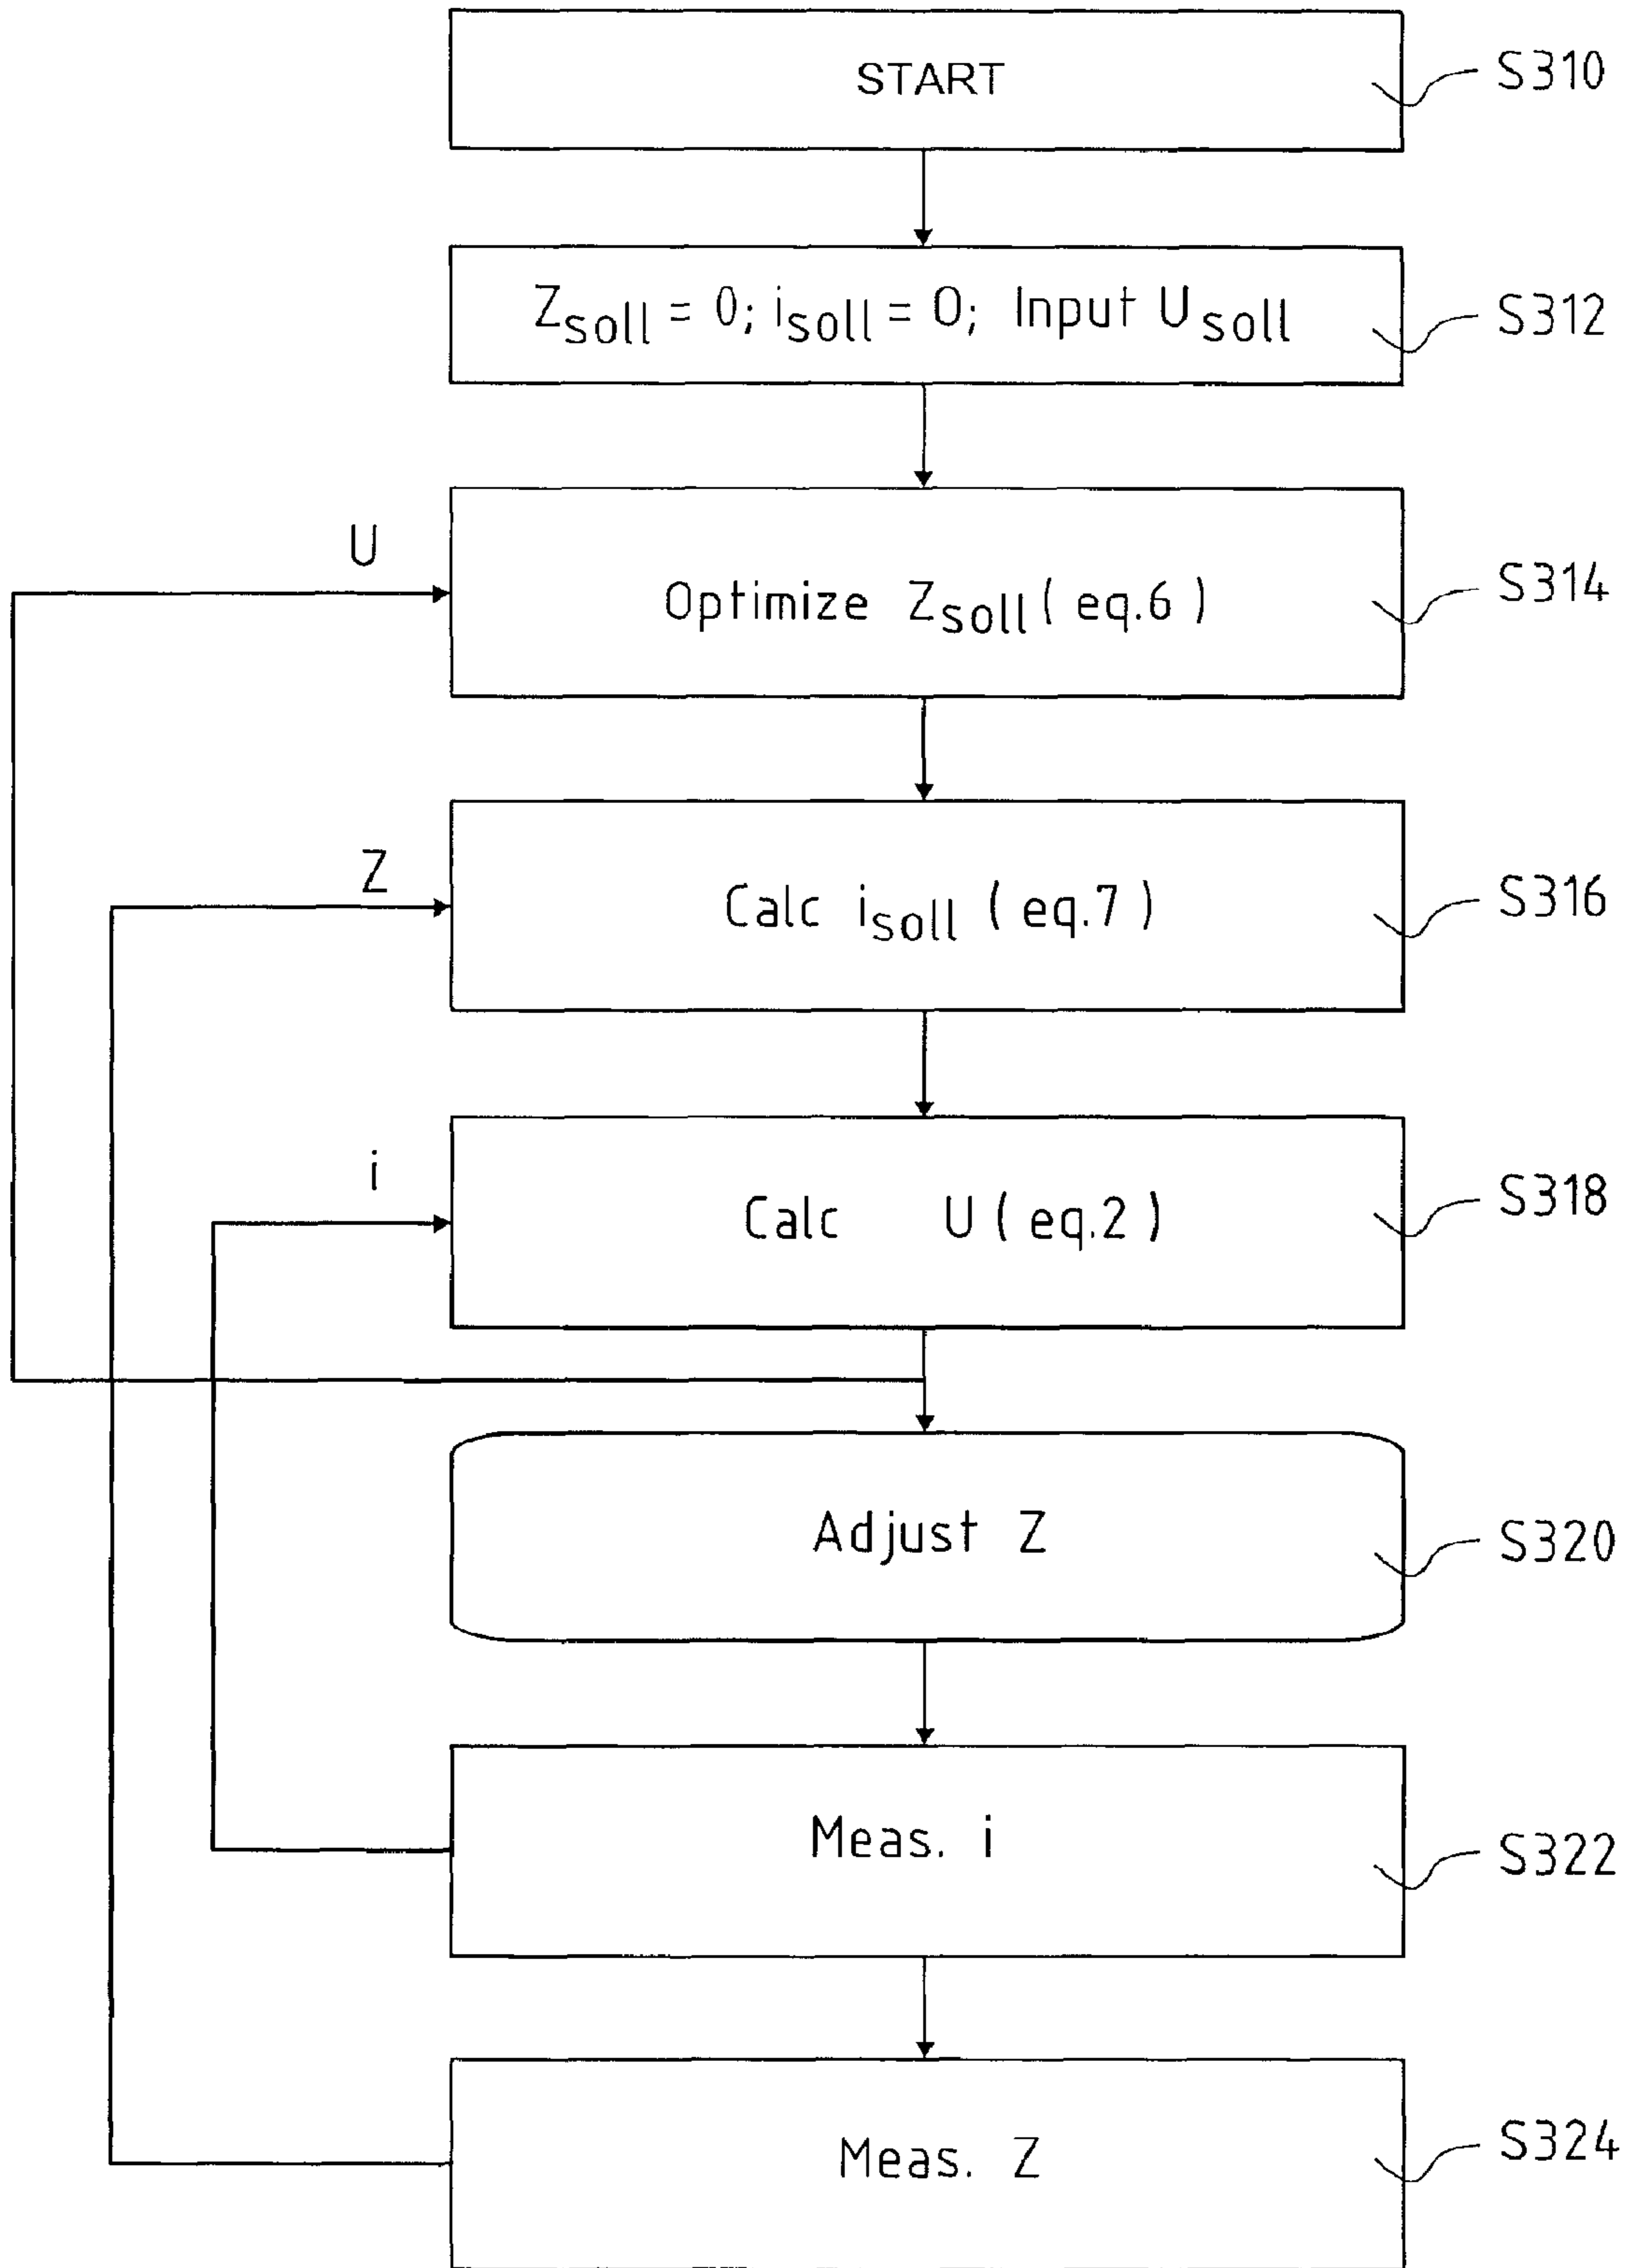 START
S310
Zsoll = 0; isoll = 0; Input Usoll
S312
U
Optimize Zsoll (eq.6)
S314
Z
Calc isoll (eq.7)
S316
i
Calc U (eq.2)
S318
Adjust Z
S320
Meas. i
S322
Meas. Z
S324